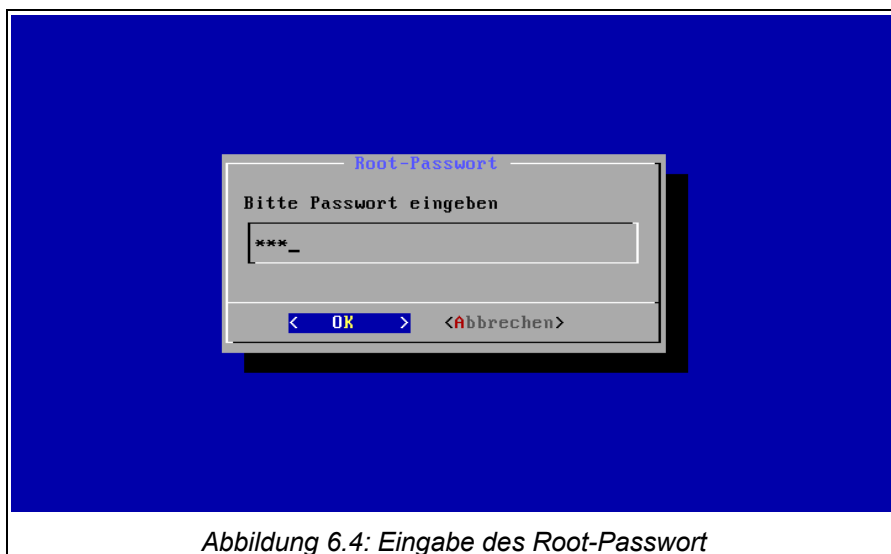 Root-Passwort
Bitte Passwort eingeben
***_
< OK > <Abbrechen>
Abbildung 6.4: Eingabe des Root-Passwort